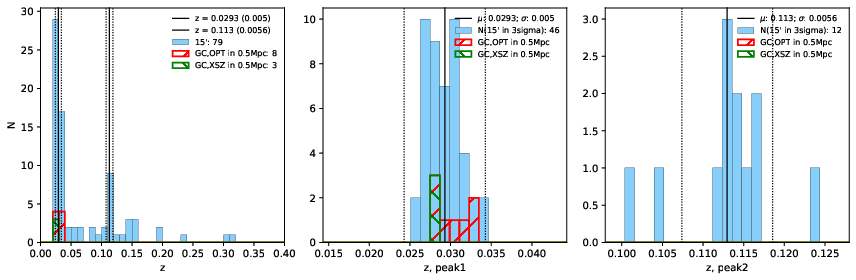 z = 0.0293 (0.005)
z = 0.113 (0.0056)
15': 79
GC,OPT in 0.5Mpc: 8
GC,XSZ in 0.5Mpc: 3
30
25
20
15
10
5
0
N
0.00 0.05 0.10 0.15 0.20 0.25 0.30 0.35 0.40
z
μ: 0.0293; σ: 0.005
N(15' in 3sigma): 46
GC,OPT in 0.5Mpc
GC,XSZ in 0.5Mpc
10
8
6
4
2
0
0.015 0.020 0.025 0.030 0.035 0.040
z, peak1
μ: 0.113; σ: 0.0056
N(15' in 3sigma): 12
GC,OPT in 0.5Mpc
GC,XSZ in 0.5Mpc
3.0
2.5
2.0
1.5
1.0
0.5
0.0
0.100 0.105 0.110 0.115 0.120 0.125
z, peak2